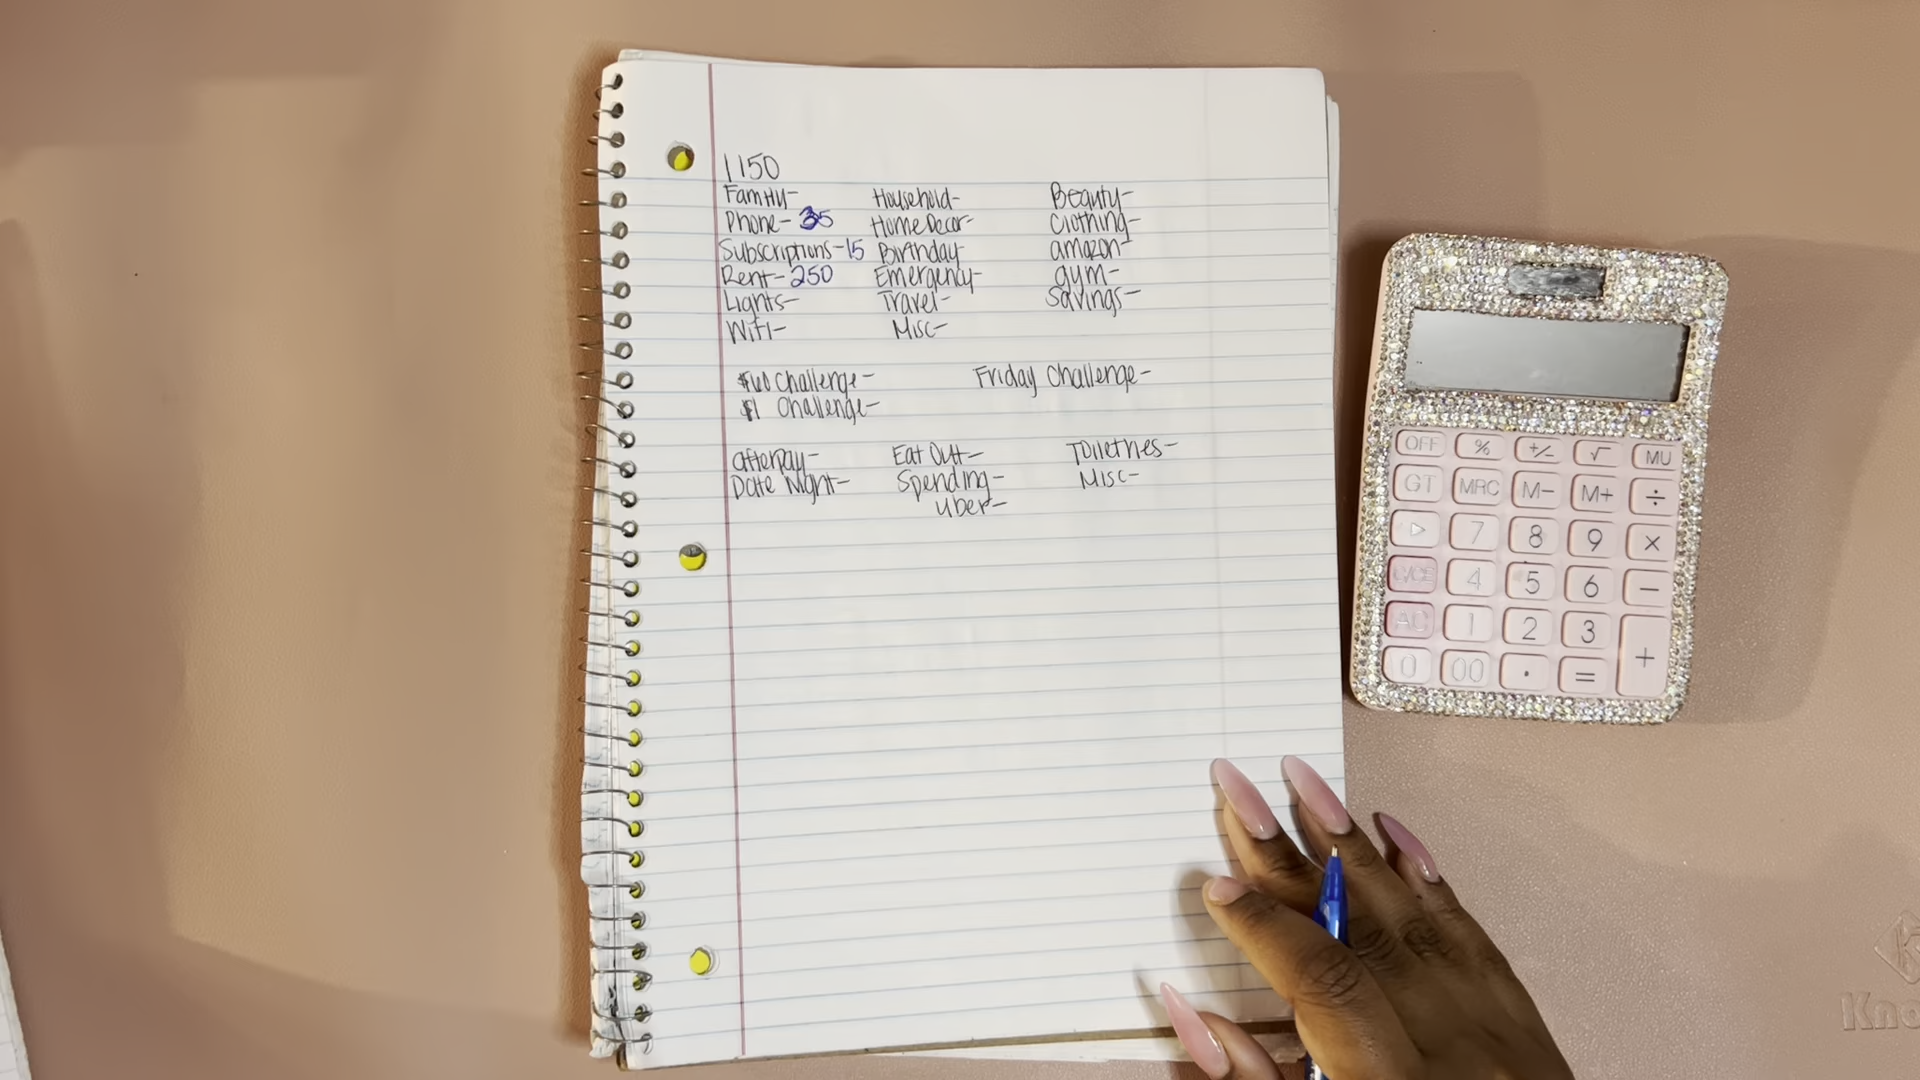 1150
Family- Household- Beauty-
Phone- 35 Home Decor- Clothing-
Subscriptions-15 Birthday amazon-
Rent-250 Emergency- gym-
Lights- Travel- Savings-
Wifi- Misc-
Challenge- Friday Challenge-
$1 Challenge-
afterpay- Eat Out- Toiletries-
Date Night- Spending- Misc-
Uber-
OFF % +/- √ MU
GT MRC M- M+ ÷
▷ 7 8 9 ×
C/CE 4 5 6 −
AC 1 2 3 +
0 00 . =
Kno